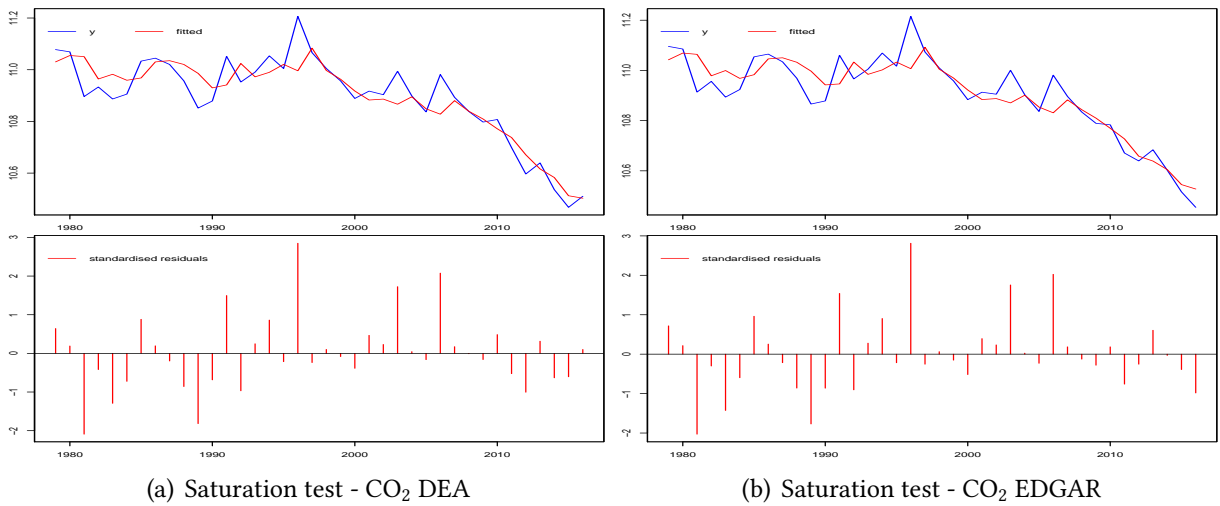 11.2
11.0
10.8
10.6
y fitted
1980 1990 2000 2010
3
2
1
0
-1
-2
standardised residuals
1980 1990 2000 2010
(a) Saturation test - CO₂ DEA
11.2
11.0
10.8
10.6
y fitted
1980 1990 2000 2010
3
2
1
0
-1
-2
standardised residuals
1980 1990 2000 2010
(b) Saturation test - CO₂ EDGAR